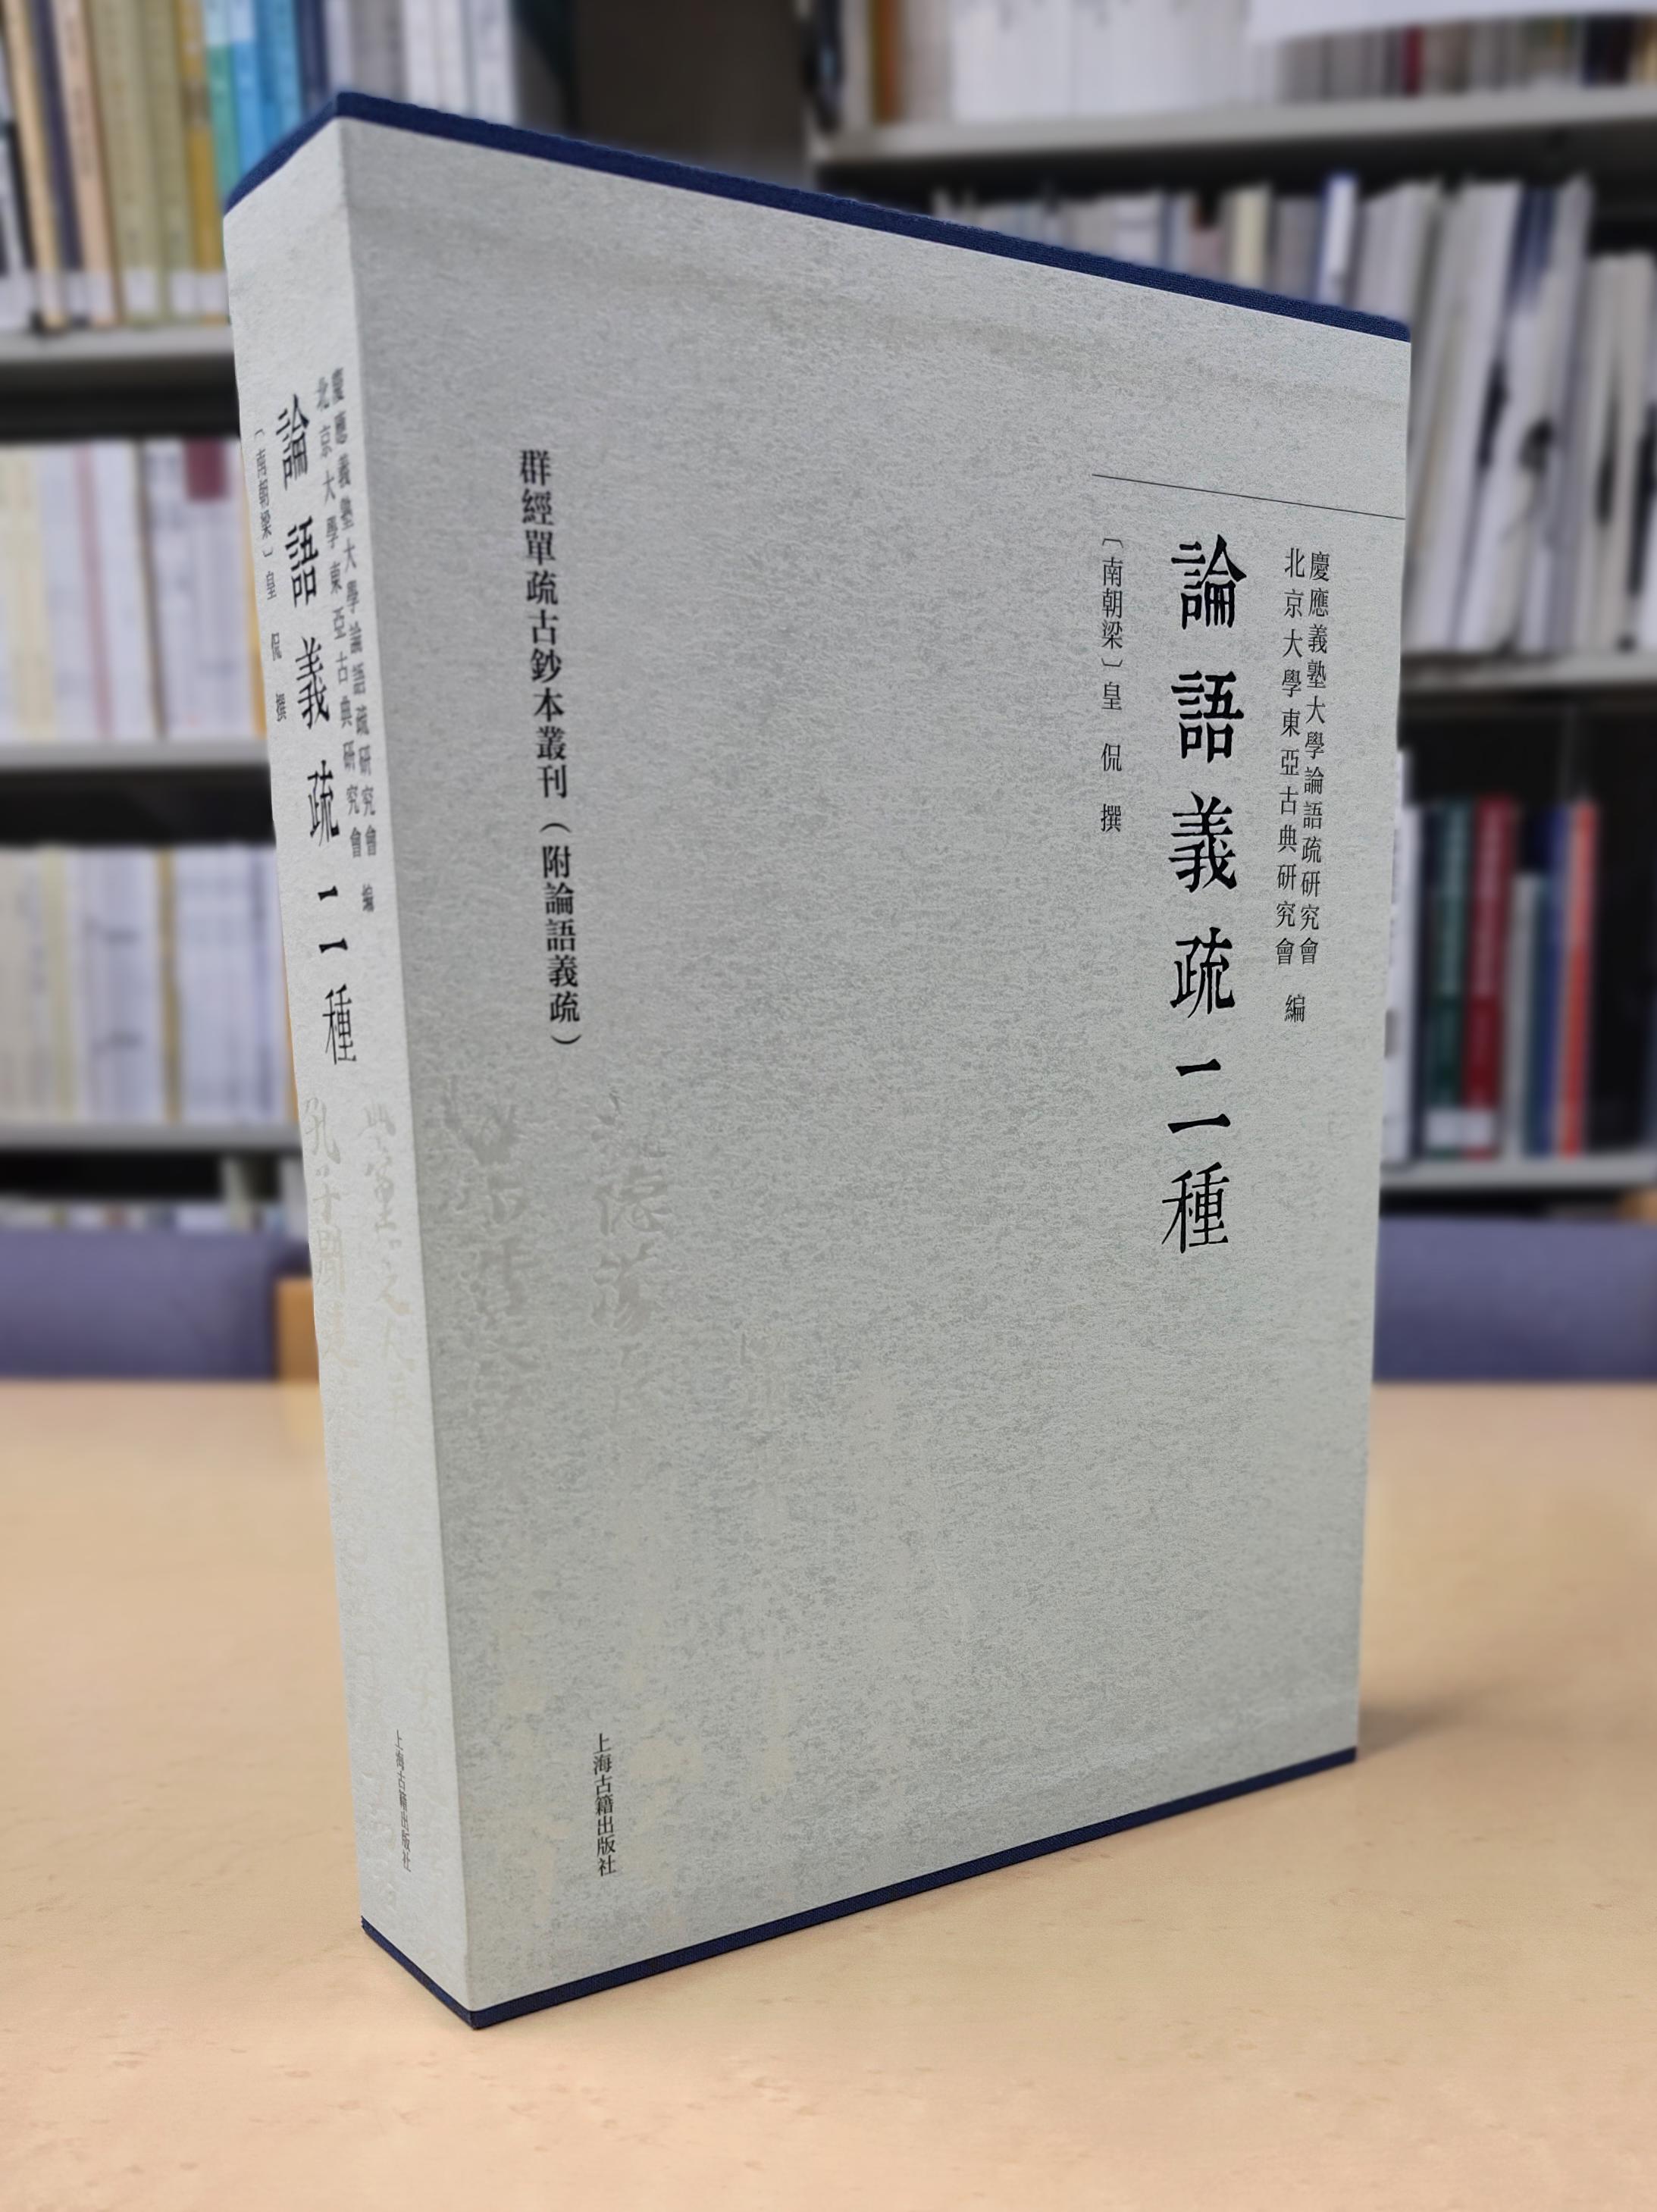 慶應義塾大學論語疏研究會
北京大學東亞古典研究會 編
論語義疏二種
〔南朝梁〕皇 侃 撰
群經單疏古鈔本叢刊（附論語義疏）
上海古籍出版社
慶應義塾大學論語疏研究會
北京大學東亞古典研究會 編
論語義疏二種
〔南朝梁〕皇 侃 撰
上海古籍出版社